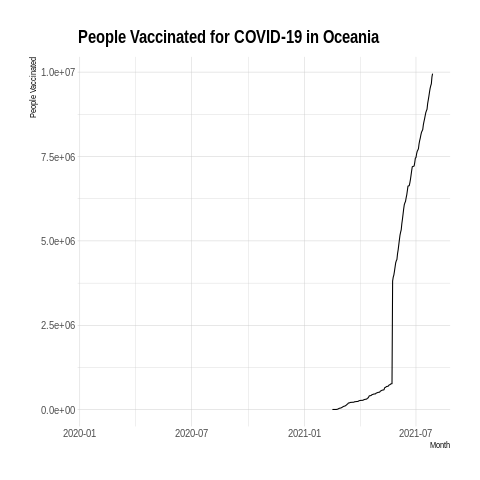 People Vaccinated for COVID-19 in Oceania
People Vaccinated
1.0e+07
7.5e+06
5.0e+06
2.5e+06
0.0e+00
2020-01
2020-07
2021-01
2021-07
Month